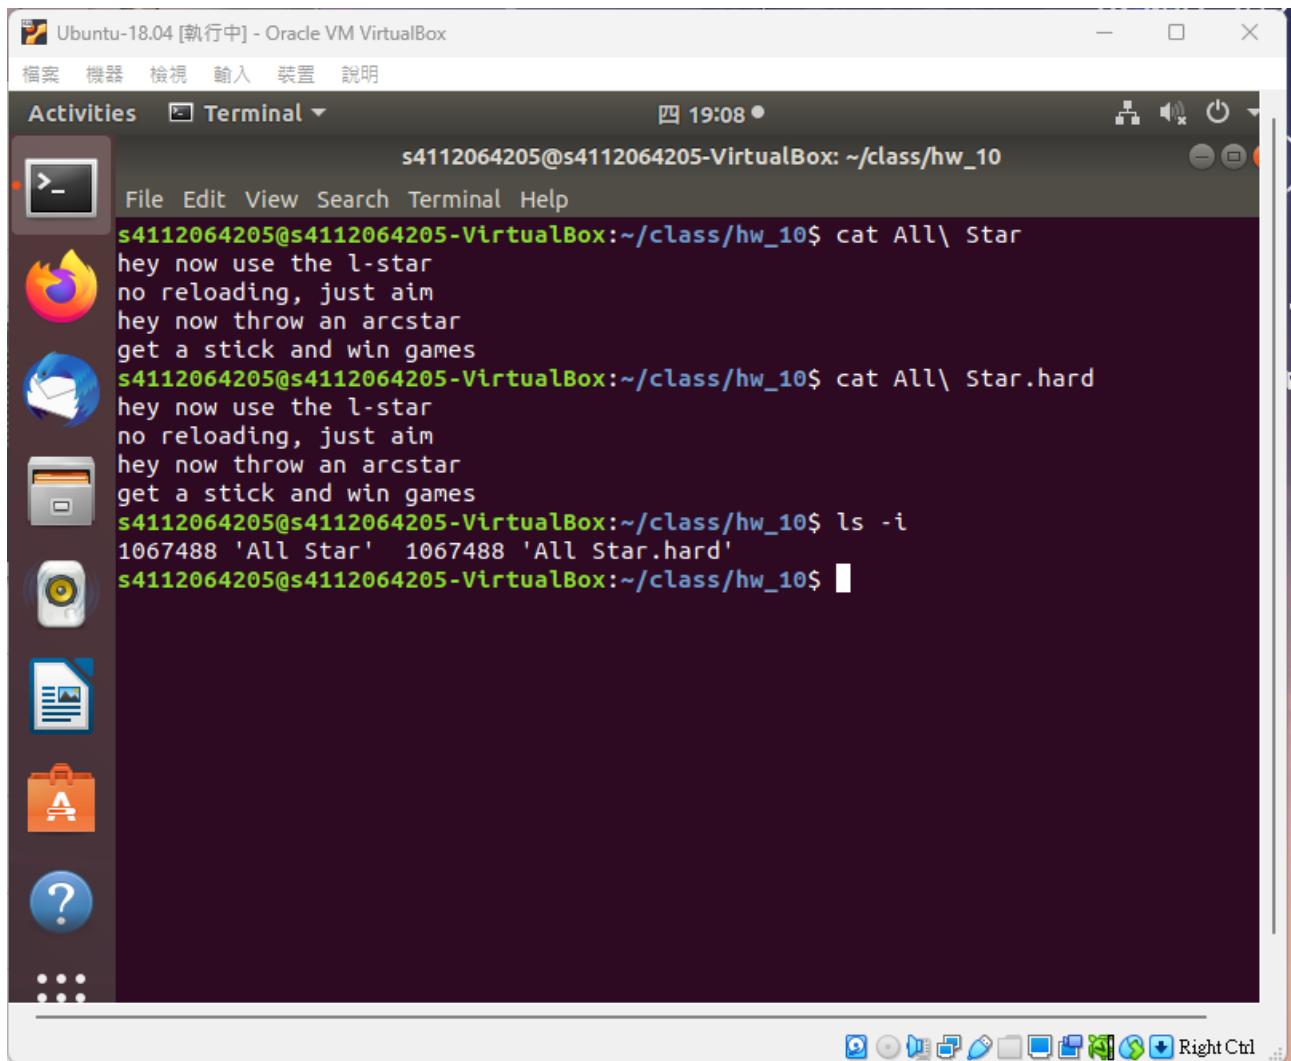 Ubuntu-18.04 [執行中] - Oracle VM VirtualBox
檔案 機器 檢視 輸入 裝置 說明
Activities Terminal 四 19:08
s4112064205@s4112064205-VirtualBox: ~/class/hw_10
File Edit View Search Terminal Help
s4112064205@s4112064205-VirtualBox:~/class/hw_10$ cat All\ Star
hey now use the l-star
no reloading, just aim
hey now throw an arcstar
get a stick and win games
s4112064205@s4112064205-VirtualBox:~/class/hw_10$ cat All\ Star.hard
hey now use the l-star
no reloading, just aim
hey now throw an arcstar
get a stick and win games
s4112064205@s4112064205-VirtualBox:~/class/hw_10$ ls -i
1067488 'All Star'  1067488 'All Star.hard'
s4112064205@s4112064205-VirtualBox:~/class/hw_10$
Right Ctrl